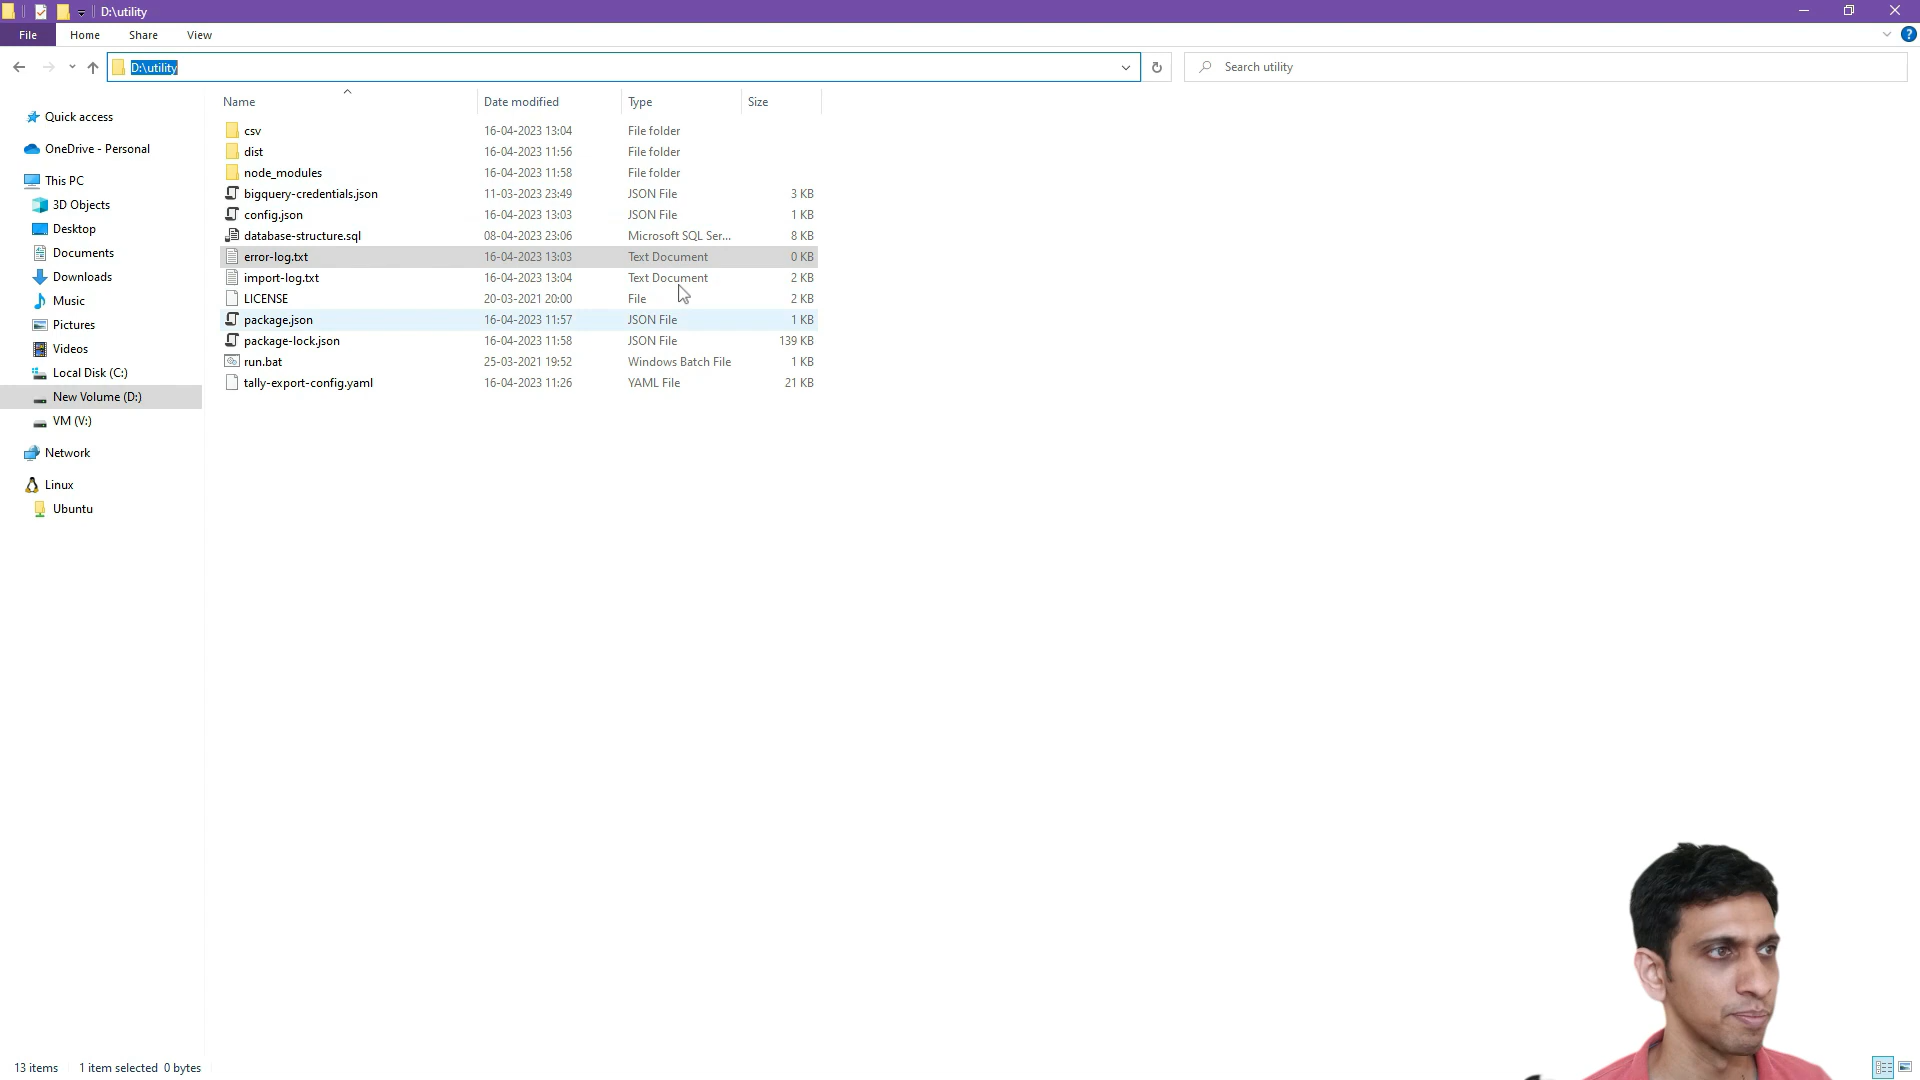 D:\utility
File Home Share View
D:\utility Search utility
Name Date modified Type Size
Quick access
OneDrive - Personal
This PC
3D Objects
Desktop
Documents
Downloads
Music
Pictures
Videos
Local Disk (C:)
New Volume (D:)
VM (V:)
Network
Linux
Ubuntu
csv 16-04-2023 13:04 File folder
dist 16-04-2023 11:56 File folder
node_modules 16-04-2023 11:58 File folder
bigquery-credentials.json 11-03-2023 23:49 JSON File 3 KB
config.json 16-04-2023 13:03 JSON File 1 KB
database-structure.sql 08-04-2023 23:06 Microsoft SQL Ser... 8 KB
error-log.txt 16-04-2023 13:03 Text Document 0 KB
import-log.txt 16-04-2023 13:04 Text Document 2 KB
LICENSE 20-03-2021 20:00 File 2 KB
package.json 16-04-2023 11:57 JSON File 1 KB
package-lock.json 16-04-2023 11:58 JSON File 139 KB
run.bat 25-03-2021 19:52 Windows Batch File 1 KB
tally-export-config.yaml 16-04-2023 11:26 YAML File 21 KB
13 items 1 item selected 0 bytes